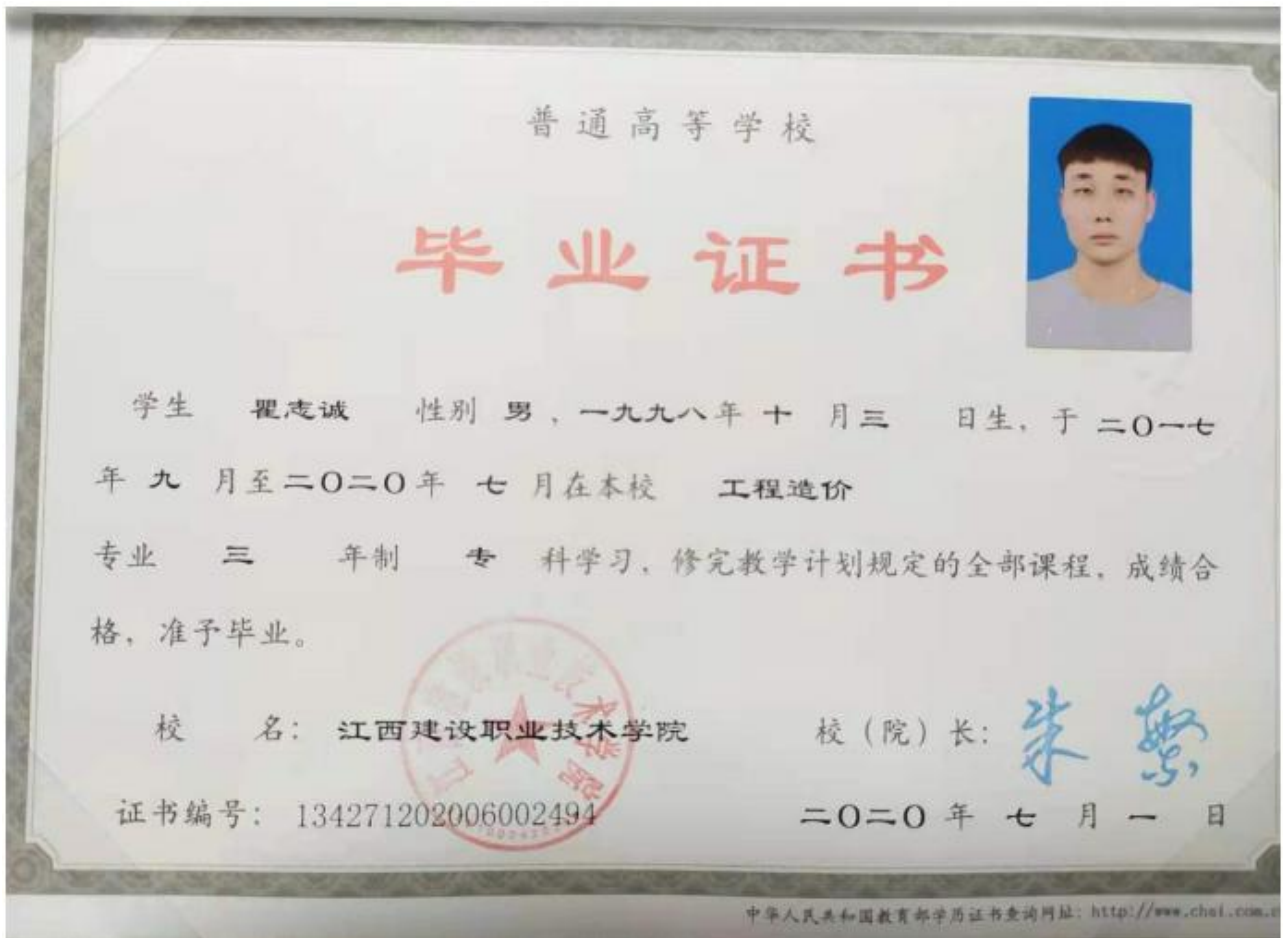 普通高等学校
毕业证书
学生 瞿志诚 性别 男，一九九八年 十 月三 日生，于 二〇一七
年 九 月至二〇二〇年 七 月在本校 工程造价
专业 三 年制 专 科学习，修完教学计划规定的全部课程，成绩合
格，准予毕业。
校 名：江西建设职业技术学院
校（院）长：朱繁
证书编号：134271202006002494
二〇二〇年 七 月 一 日
中华人民共和国教育部学历证书查询网址：http://www.chsi.com.c